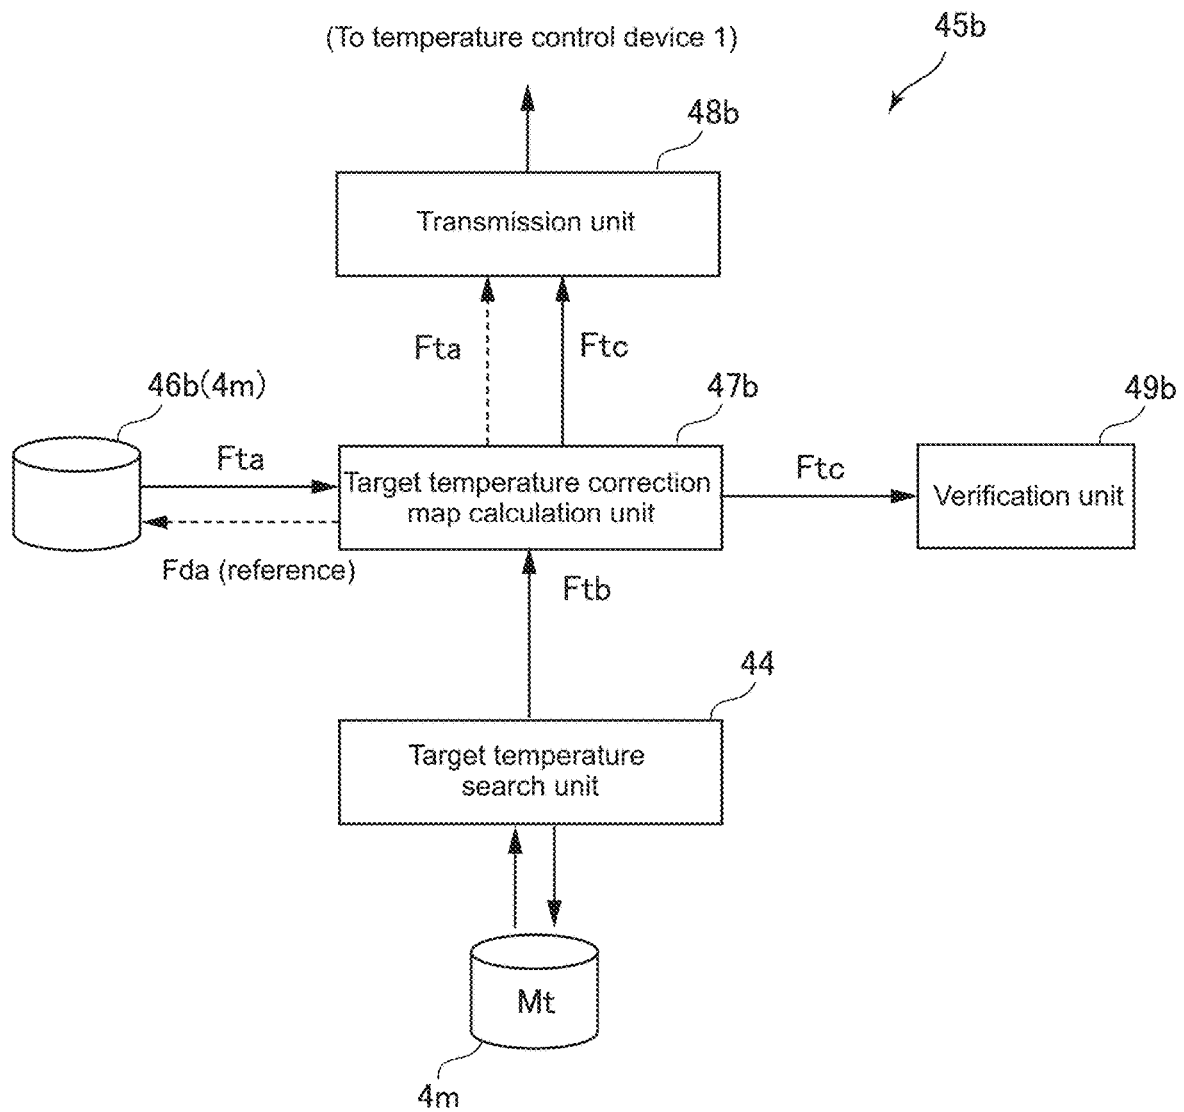 (To temperature control device 1)
45b
48b
Transmission unit
Fta
Ftc
46b(4m)
47b
49b
Fta
Target temperature correction
map calculation unit
Ftc
Verification unit
Fda (reference)
Ftb
44
Target temperature
search unit
Mt
4m